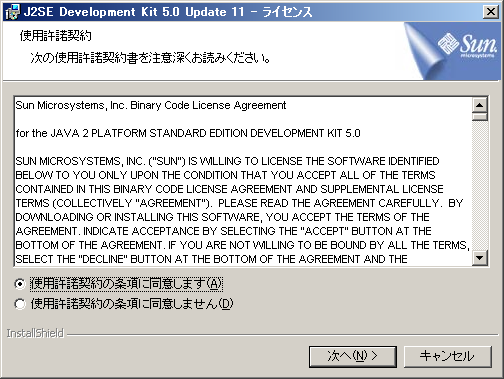 J2SE Development Kit 5.0 Update 11 - ライセンス
使用許諾契約
次の使用許諾契約書を注意深くお読みください。
Sun
microsystems
Sun Microsystems, Inc. Binary Code License Agreement
for the JAVA 2 PLATFORM STANDARD EDITION DEVELOPMENT KIT 5.0
SUN MICROSYSTEMS, INC. ("SUN") IS WILLING TO LICENSE THE SOFTWARE IDENTIFIED
BELOW TO YOU ONLY UPON THE CONDITION THAT YOU ACCEPT ALL OF THE TERMS
CONTAINED IN THIS BINARY CODE LICENSE AGREEMENT AND SUPPLEMENTAL LICENSE
TERMS (COLLECTIVELY "AGREEMENT").  PLEASE READ THE AGREEMENT CAREFULLY.  BY
DOWNLOADING OR INSTALLING THIS SOFTWARE, YOU ACCEPT THE TERMS OF THE
AGREEMENT. INDICATE ACCEPTANCE BY SELECTING THE "ACCEPT" BUTTON AT THE
BOTTOM OF THE AGREEMENT. IF YOU ARE NOT WILLING TO BE BOUND BY ALL THE TERMS,
SELECT THE "DECLINE" BUTTON AT THE BOTTOM OF THE AGREEMENT AND THE
使用許諾契約の条項に同意します(A)
使用許諾契約の条項に同意しません(D)
InstallShield
次へ(N) >
キャンセル